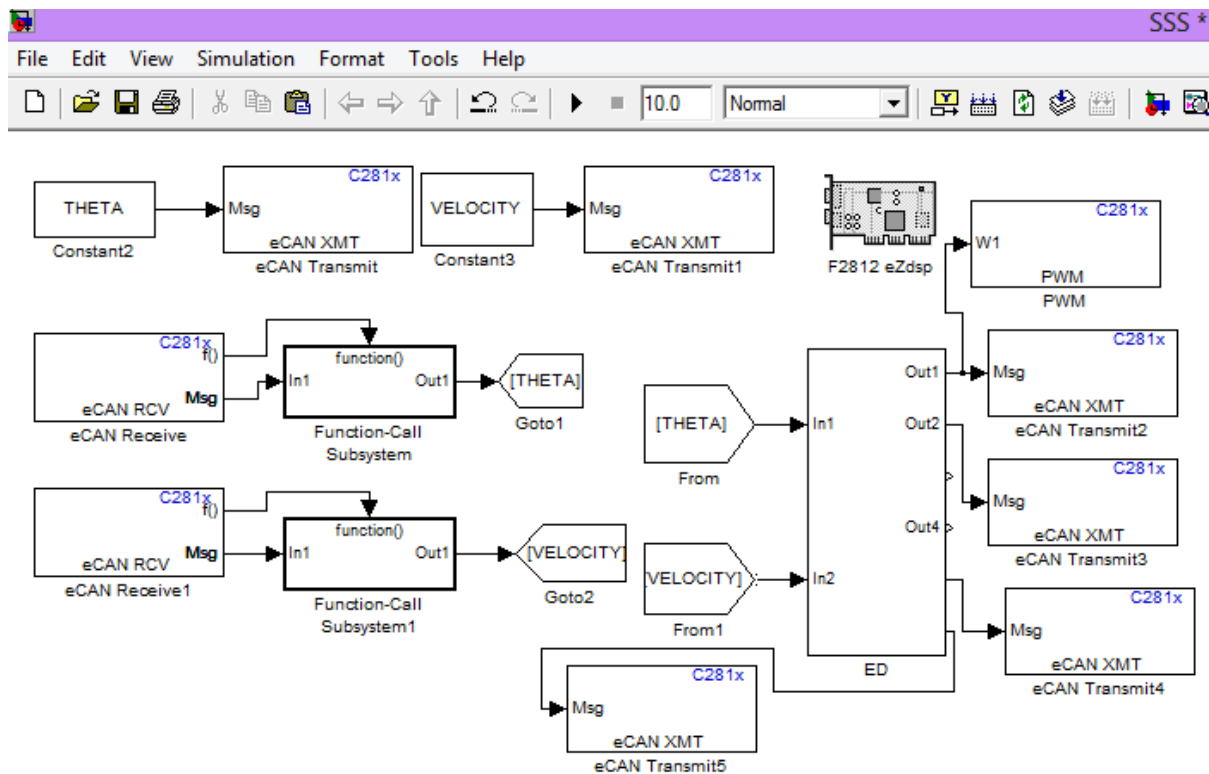 SSS *
File Edit View Simulation Format Tools Help
10.0 Normal
C281x
THETA
Msg
eCAN XMT
Constant2
eCAN Transmit
C281x
VELOCITY
Msg
eCAN XMT
Constant3
eCAN Transmit1
F2812 eZdsp
C281x
W1
PWM
PWM
C281x
f()
Msg
eCAN RCV
eCAN Receive
function()
In1 Out1
Function-Call
Subsystem
[THETA]
Goto1
C281x
f()
Msg
eCAN RCV
eCAN Receive1
function()
In1 Out1
Function-Call
Subsystem1
[VELOCITY]
Goto2
[THETA]
From
[VELOCITY]
From1
Out1
In1 Out2
Out4
In2
ED
C281x
Msg
eCAN XMT
eCAN Transmit2
C281x
Msg
eCAN XMT
eCAN Transmit3
C281x
Msg
eCAN XMT
eCAN Transmit4
C281x
Msg
eCAN XMT
eCAN Transmit5